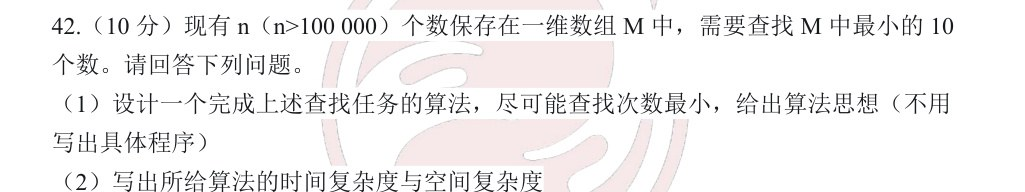 42.（10 分）现有 n（n>100 000）个数保存在一维数组 M 中，需要查找 M 中最小的 10
个数。请回答下列问题。
（1）设计一个完成上述查找任务的算法，尽可能查找次数最小，给出算法思想（不用
写出具体程序）
（2）写出所给算法的时间复杂度与空间复杂度